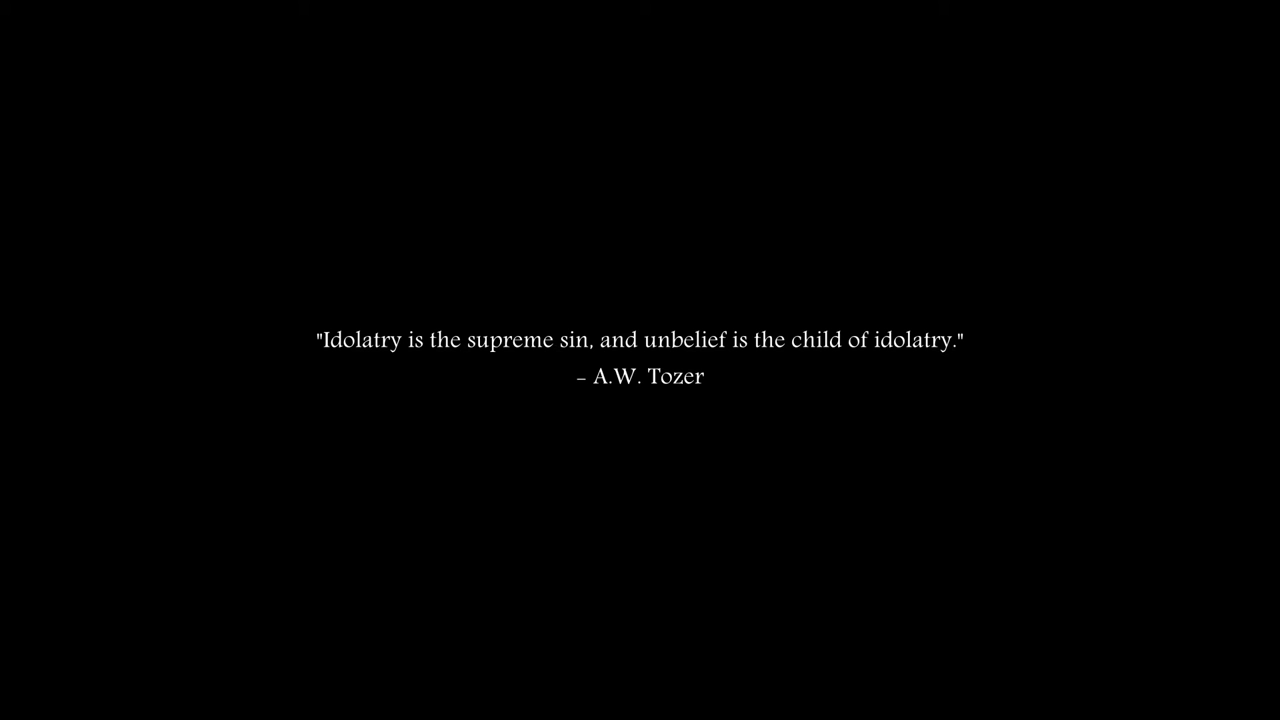 "Idolatry is the supreme sin, and unbelief is the child of idolatry."
– A.W. Tozer